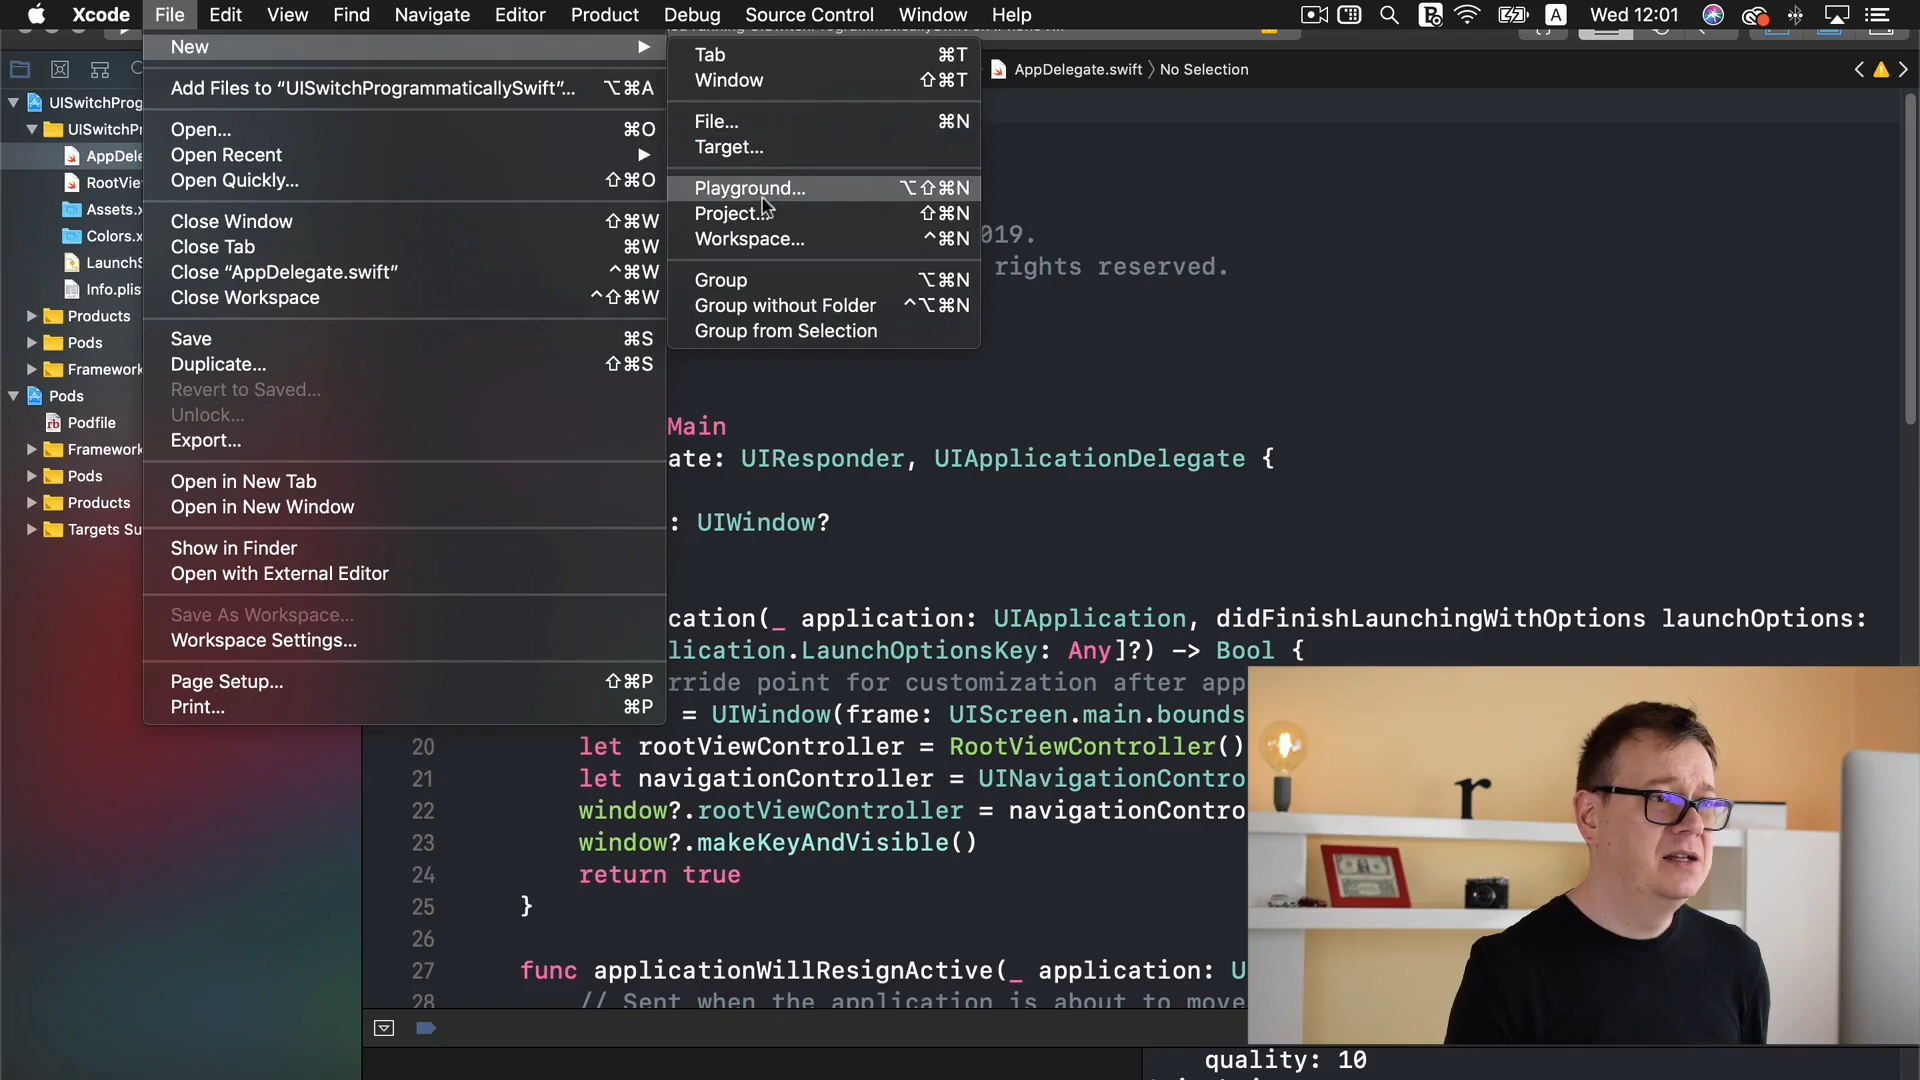 Xcode File Edit View Find Navigate Editor Product Debug Source Control Window Help A Wed 12:01
New
Add Files to “UISwitchProgrammaticallySwift”... ⌥⌘A
Open... ⌘O
Open Recent
Open Quickly... ⇧⌘O
Close Window ⇧⌘W
Close Tab ⌘W
Close “AppDelegate.swift” ^⌘W
Close Workspace ^⇧⌘W
Save ⌘S
Duplicate... ⇧⌘S
Revert to Saved...
Unlock...
Export...
Open in New Tab
Open in New Window
Show in Finder
Open with External Editor
Save As Workspace...
Workspace Settings...
Page Setup... ⇧⌘P
Print... ⌘P
Tab ⌘T
Window ⇧⌘T
File... ⌘N
Target...
Playground... ⌥⇧⌘N
Project... ⇧⌘N
Workspace... ^⌘N
Group ⌥⌘N
Group without Folder ^⌥⌘N
Group from Selection
UISwitchProg
UISwitchPr
AppDele
RootVie
Assets.x
Colors.x
LaunchS
Info.plis
Products
Pods
Framework
Pods
Podfile
Framework
Pods
Products
Targets Su
AppDelegate.swift 〉 No Selection
019.
rights reserved.
Main
ate: UIResponder, UIApplicationDelegate {
: UIWindow?
cation(_ application: UIApplication, didFinishLaunchingWithOptions launchOptions:
lication.LaunchOptionsKey: Any]?) -> Bool {
rride point for customization after app
= UIWindow(frame: UIScreen.main.bounds
20 let rootViewController = RootViewController()
21 let navigationController = UINavigationContro
22 window?.rootViewController = navigationContro
23 window?.makeKeyAndVisible()
24 return true
25 }
26
27 func applicationWillResignActive(_ application: U
28 // Sent when the application is about to move
quality: 10
r